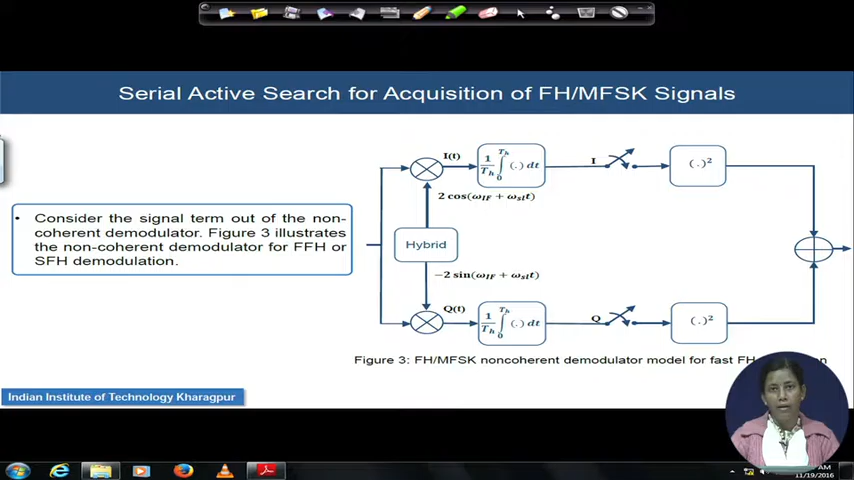 Serial Active Search for Acquisition of FH/MFSK Signals
• Consider the signal term out of the non-
coherent demodulator. Figure 3 illustrates
the non-coherent demodulator for FFH or
SFH demodulation.
I(t)
1/T_h ∫_0^{T_h} (.) dt
I
(.)²
2 cos(ω_IF + ω_sl t)
Hybrid
−2 sin(ω_IF + ω_sl t)
Q(t)
1/T_h ∫_0^{T_h} (.) dt
Q
(.)²
Figure 3: FH/MFSK noncoherent demodulator model for fast FH
Indian Institute of Technology Kharagpur
AM
11/19/2016